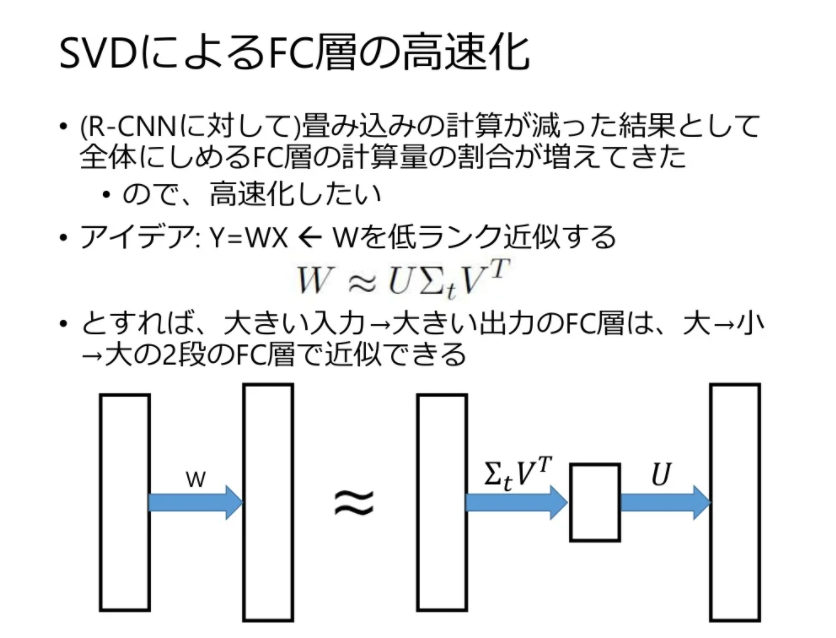 SVDによるFC層の高速化
• (R-CNNに対して)畳み込みの計算が減った結果として
全体にしめるFC層の計算量の割合が増えてきた
• ので、高速化したい
• アイデア: Y=WX ← Wを低ランク近似する
W ≈ UΣₜVᵀ
• とすれば、大きい入力→大きい出力のFC層は、大→小
→大の2段のFC層で近似できる
W ≈ ΣₜVᵀ U